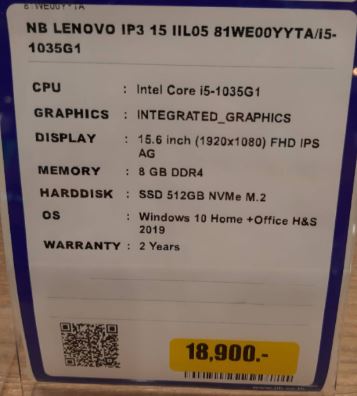 81WE00YYTA
NB LENOVO IP3 15 IIL05 81WE00YYTA/i5-
1035G1
CPU : Intel Core i5-1035G1
GRAPHICS : INTEGRATED_GRAPHICS
DISPLAY : 15.6 inch (1920x1080) FHD IPS
AG
MEMORY : 8 GB DDR4
HARDDISK : SSD 512GB NVMe M.2
OS : Windows 10 Home +Office H&S
2019
WARRANTY : 2 Years
18,900.-